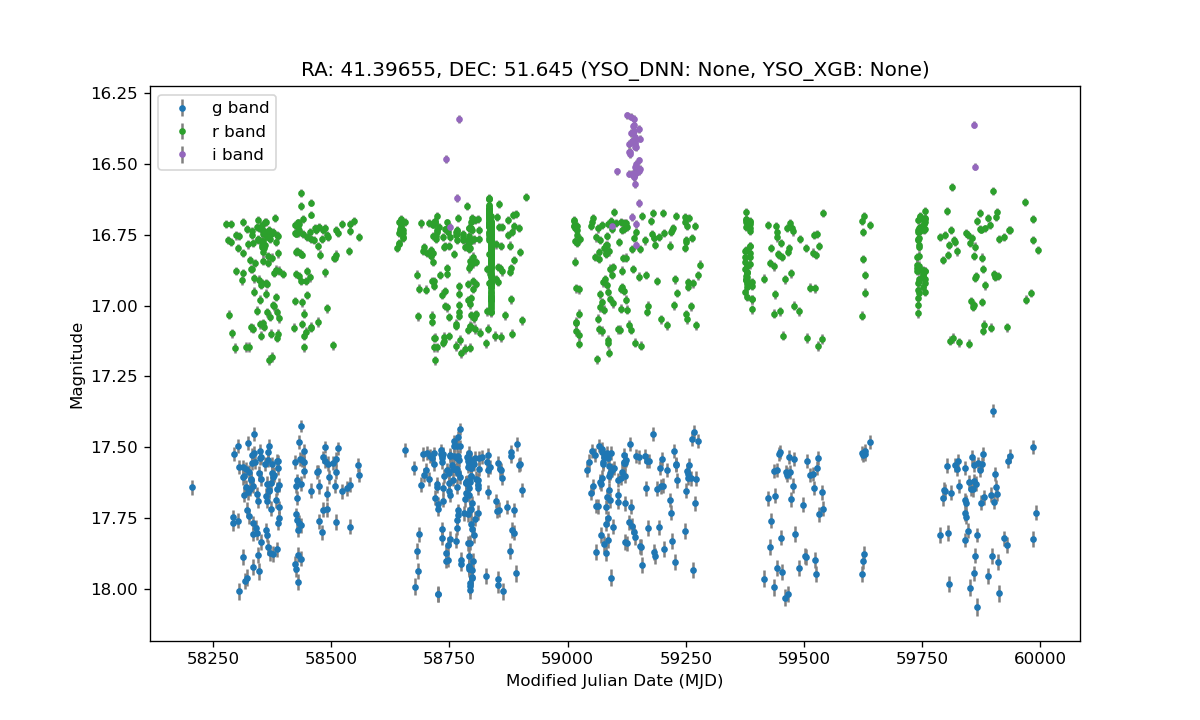 RA: 41.39655, DEC: 51.645 (YSO_DNN: None, YSO_XGB: None)
16.25
16.50
16.75
17.00
17.25
17.50
17.75
18.00
Magnitude
g band
r band
i band
58250
58500
58750
59000
59250
59500
59750
60000
Modified Julian Date (MJD)